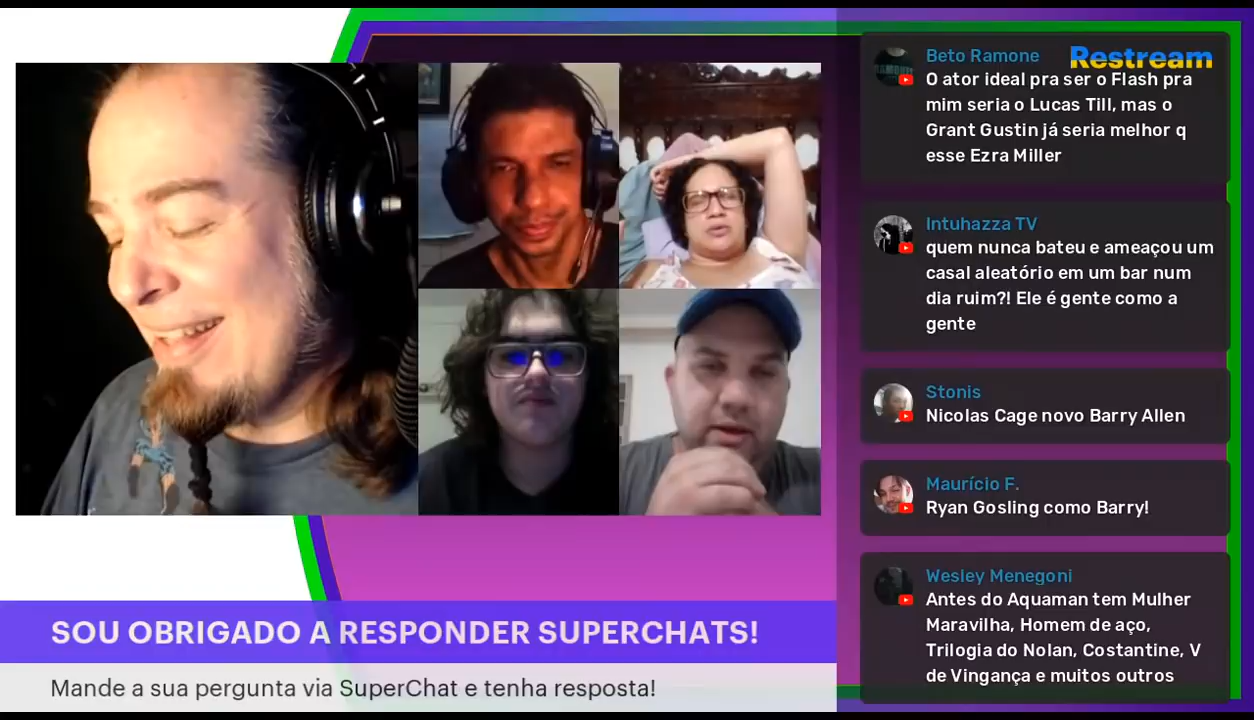 Restream
Beto Ramone
O ator ideal pra ser o Flash pra
mim seria o Lucas Till, mas o
Grant Gustin já seria melhor q
esse Ezra Miller
Intuhazza TV
quem nunca bateu e ameaçou um
casal aleatório em um bar num
dia ruim?! Ele é gente como a
gente
Stonis
Nicolas Cage novo Barry Allen
Maurício F.
Ryan Gosling como Barry!
Wesley Menegoni
Antes do Aquaman tem Mulher
Maravilha, Homem de aço,
Trilogia do Nolan, Costantine, V
de Vingança e muitos outros
SOU OBRIGADO A RESPONDER SUPERCHATS!
Mande a sua pergunta via SuperChat e tenha resposta!